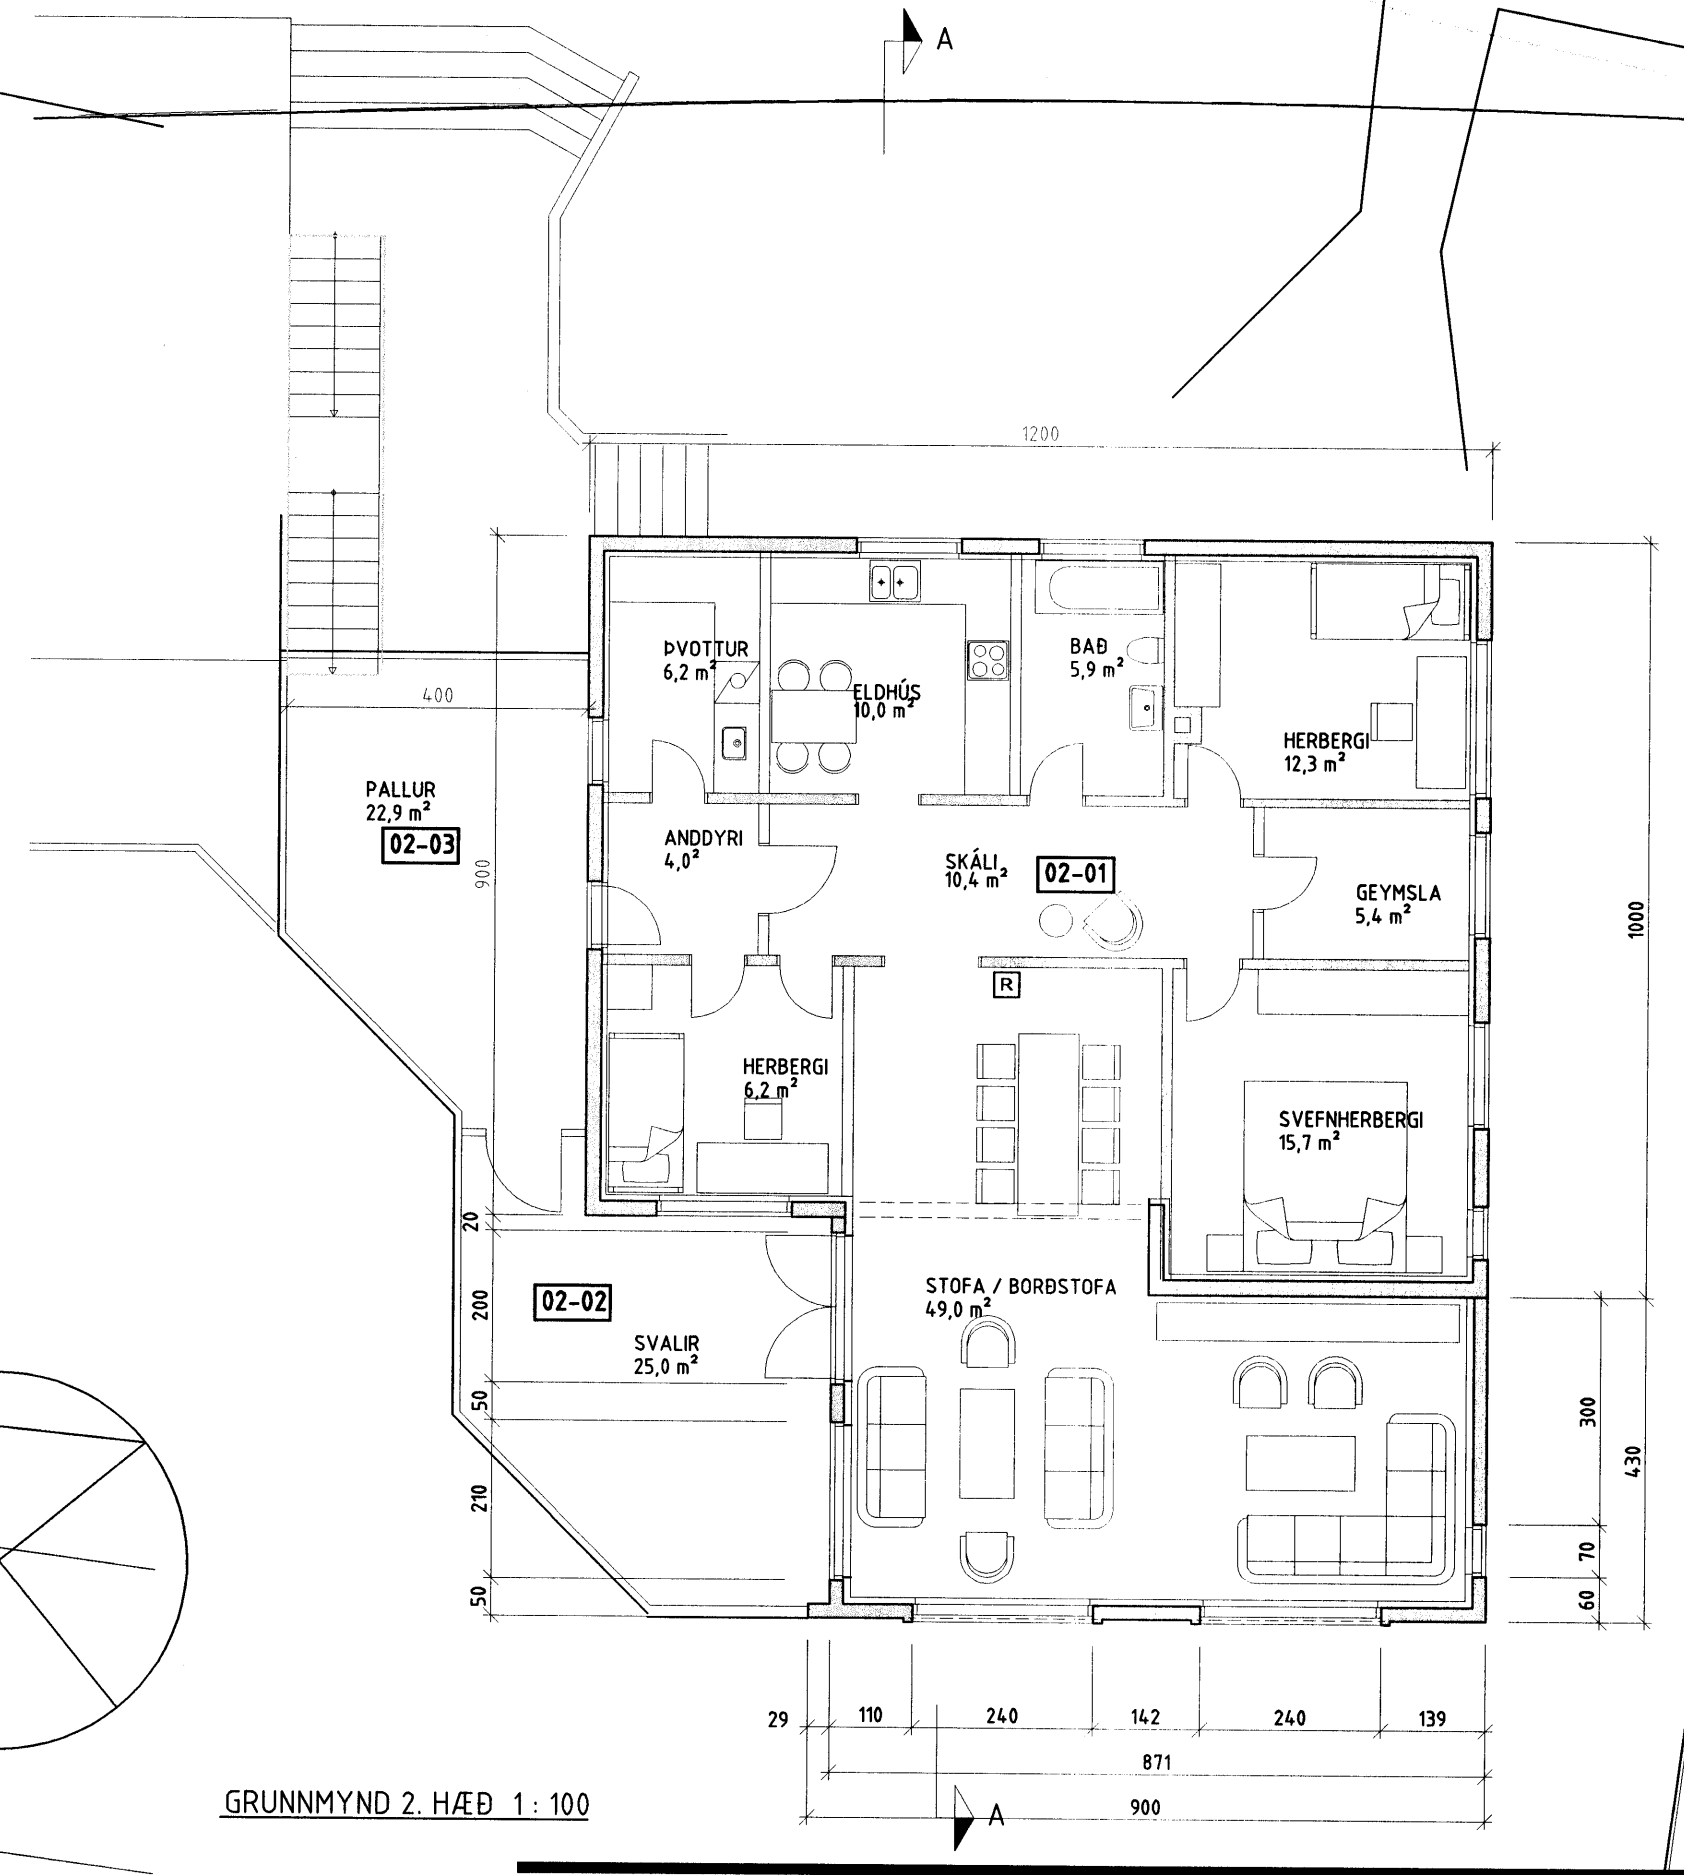 A
1200
ÞVOTTUR
6,2 m²
BAÐ
5,9 m²
ELDHÚS
10,0 m²
400
HERBERGI
12,3 m²
PALLUR
22,9 m²
02-03
ANDDYRI
4,0²
SKÁLI
10,4 m²
02-01
900
GEYMSLA
5,4 m²
1000
R
HERBERGI
6,2 m²
SVEFNHERBERGI
15,7 m²
20
STOFA / BORÐSTOFA
49,0 m²
02-02
200
SVALIR
25,0 m²
50
300
430
210
70
50
60
29
110
240
142
240
139
871
900
A
GRUNNMYND 2. HÆÐ 1 : 100